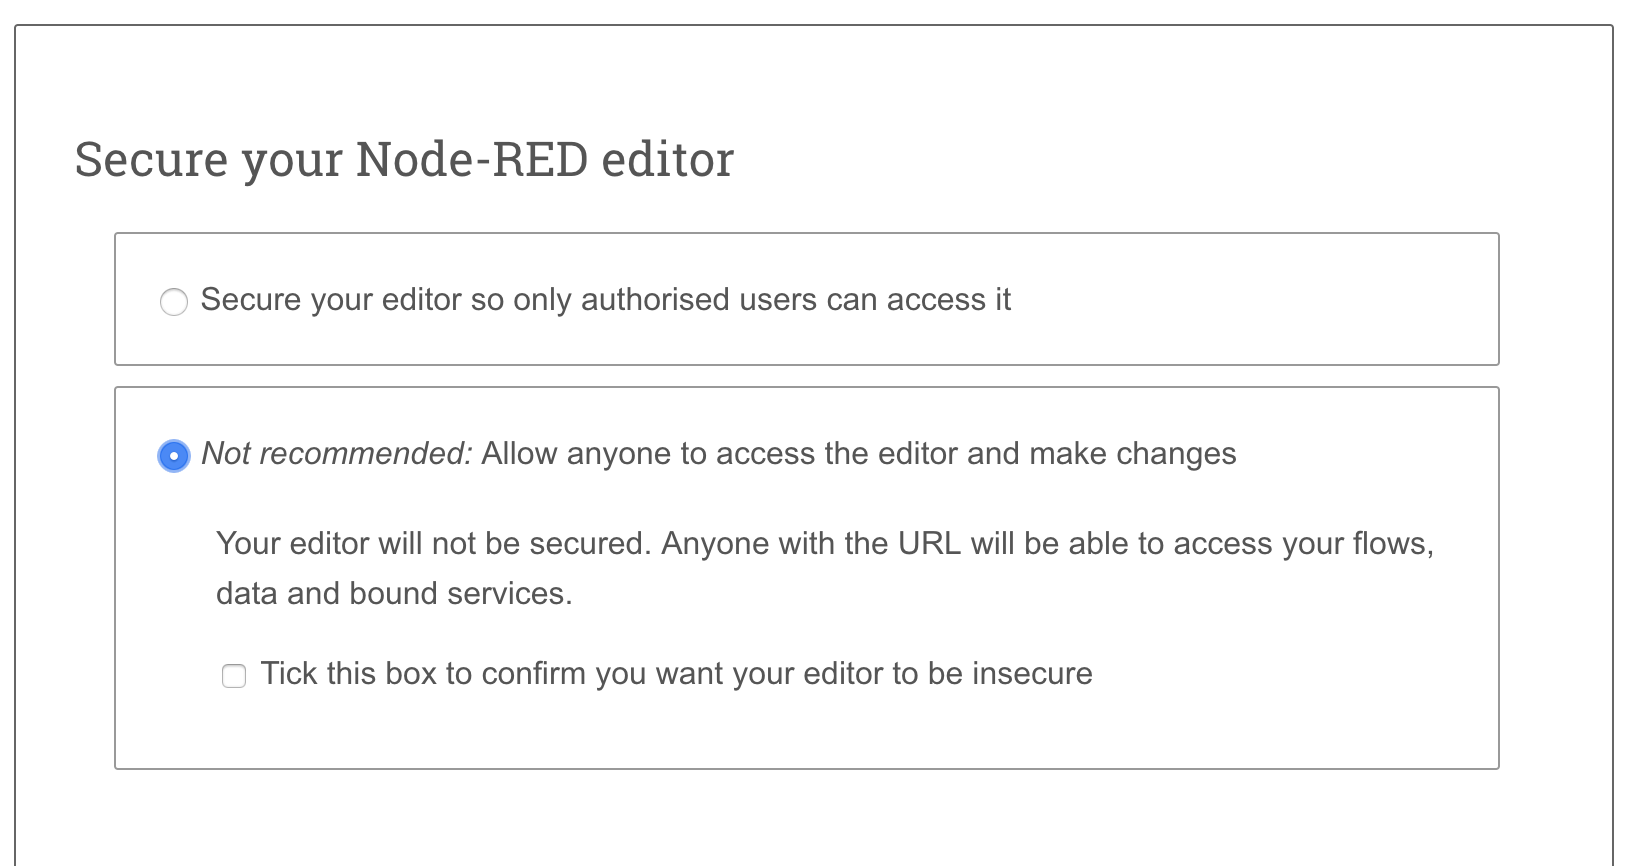 Secure your Node-RED editor
Secure your editor so only authorised users can access it
Not recommended: Allow anyone to access the editor and make changes
Your editor will not be secured. Anyone with the URL will be able to access your flows,
data and bound services.
Tick this box to confirm you want your editor to be insecure